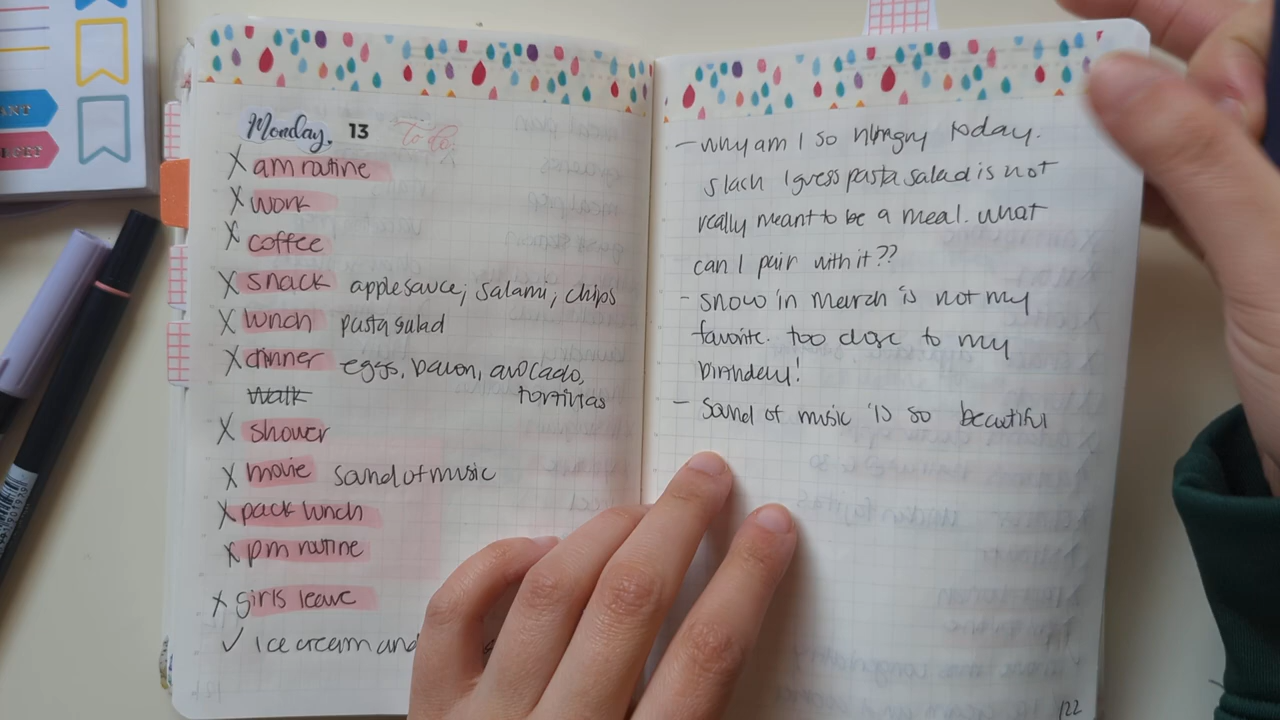 Monday, 13 To do:
X am routine
X work
X coffee
X snack applesauce, salami, chips
X lunch pasta salad
X dinner eggs, bacon, avocado,
tortillas
walk
X shower
X movie Sound of music
X pack lunch
X pm routine
X girls leave
✓ Ice cream and
- why am I so hungry today.
slach I guess pasta salad is not
really meant to be a meal. what
can I pair with it??
- snow in march is not my
favorite. too close to my
birthday!
- sound of music is so beautiful
122